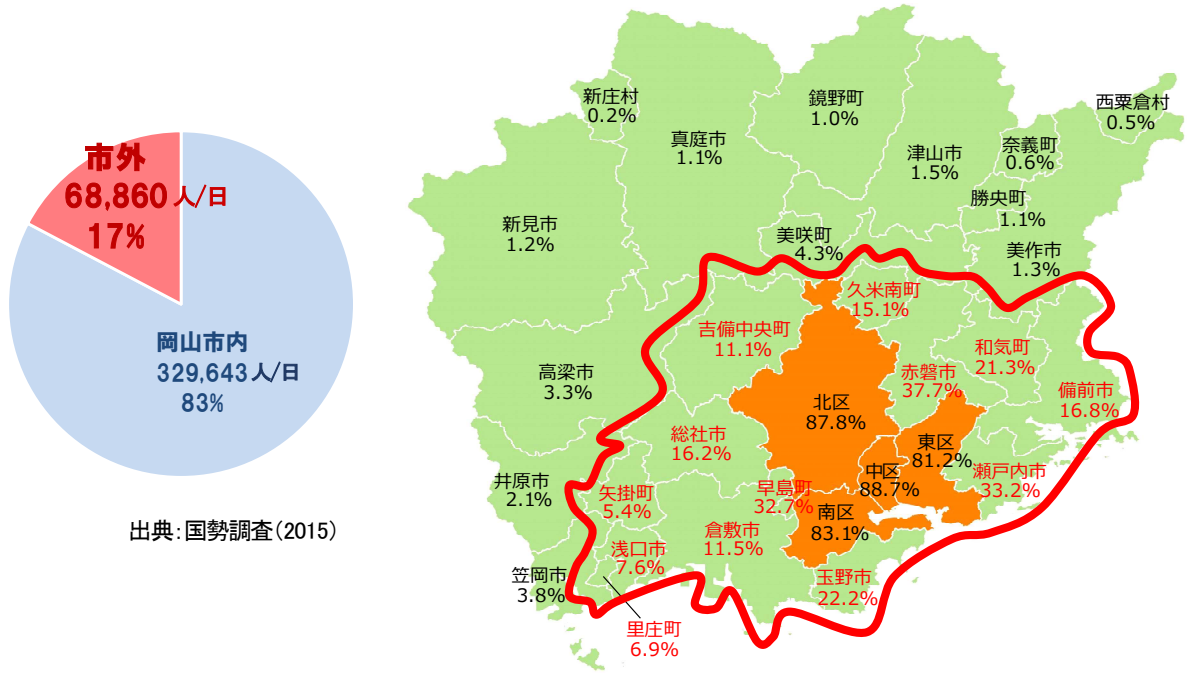 市外
68,860 人/日
17%
岡山市内
329,643 人/日
83%
出典：国勢調査(2015)
新庄村
0.2%
真庭市
1.1%
鏡野町
1.0%
津山市
1.5%
西粟倉村
0.5%
奈義町
0.6%
勝央町
1.1%
美作市
1.3%
新見市
1.2%
美咲町
4.3%
久米南町
15.1%
吉備中央町
11.1%
和気町
21.3%
赤磐市
37.7%
備前市
16.8%
高梁市
3.3%
北区
87.8%
総社市
16.2%
東区
81.2%
中区
88.7%
瀬戸内市
33.2%
井原市
2.1%
矢掛町
5.4%
早島町
32.7%
南区
83.1%
倉敷市
11.5%
浅口市
7.6%
笠岡市
3.8%
玉野市
22.2%
里庄町
6.9%